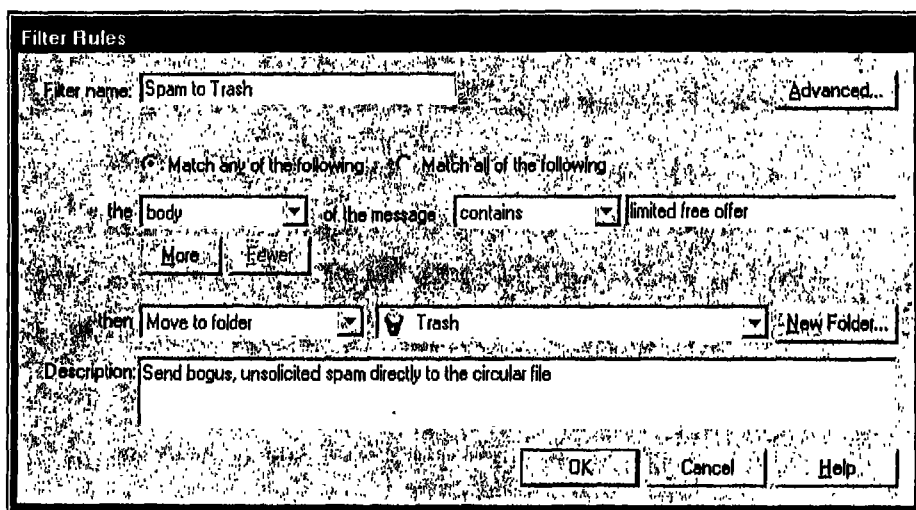 Filter Rules
Filter name: Spam to Trash Advanced...
Match any of the following Match all of the following
the body of the message contains limited free offer
More Fewer
then Move to folder Trash New Folder...
Description: Send bogus, unsolicited spam directly to the circular file
OK Cancel Help